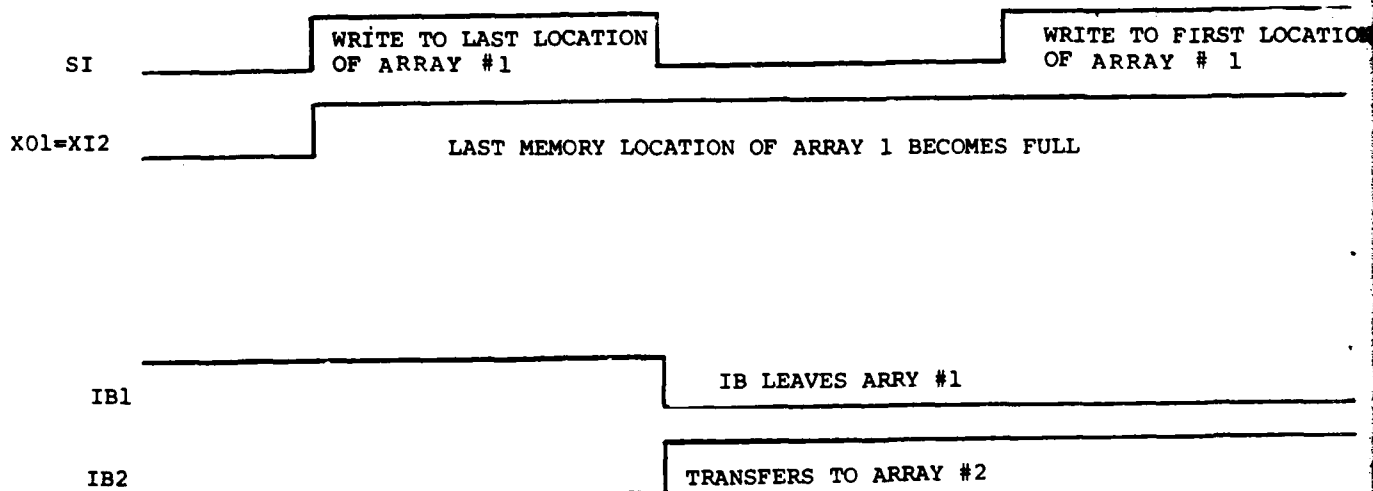 WRITE TO LAST LOCATION
OF ARRAY #1
WRITE TO FIRST LOCATION
OF ARRAY # 1
SI
XO1=XI2
LAST MEMORY LOCATION OF ARRAY 1 BECOMES FULL
IB LEAVES ARRY #1
IB1
TRANSFERS TO ARRAY #2
IB2